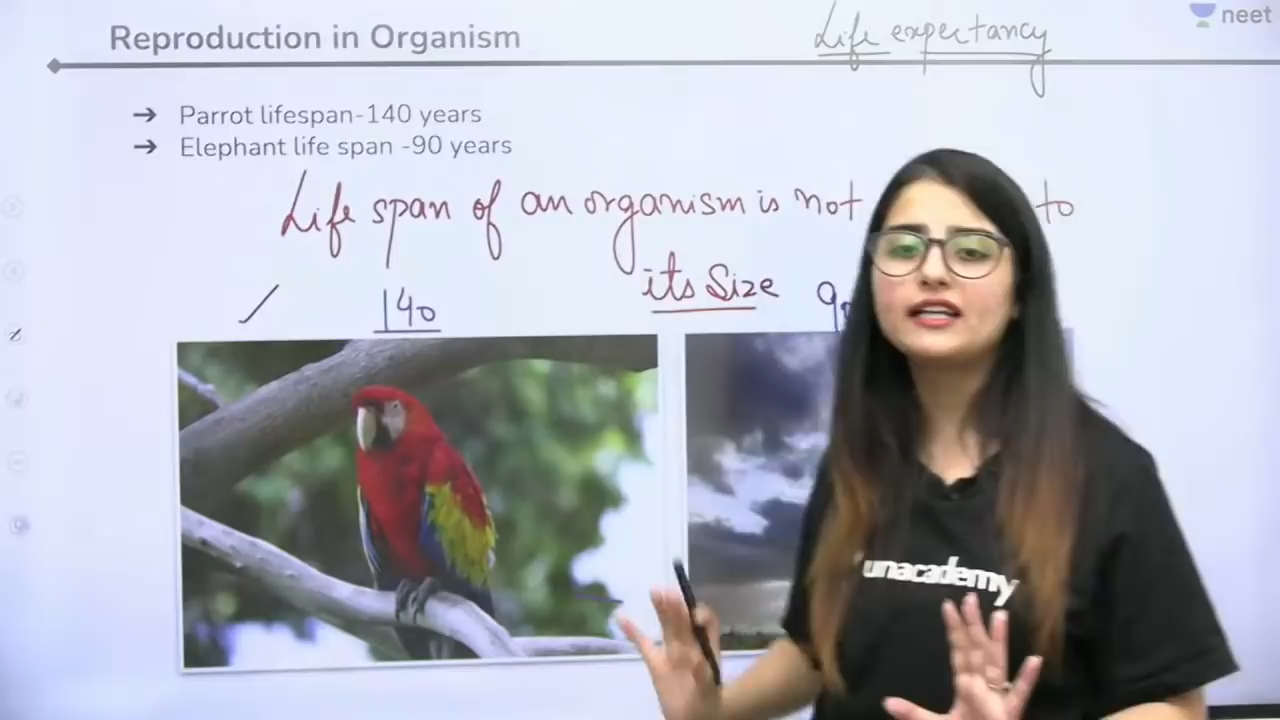 neet
Life expectancy
Reproduction in Organism
➔ Parrot lifespan-140 years
➔ Elephant life span -90 years
Life span of an organism is not to
its Size
140
unacademy